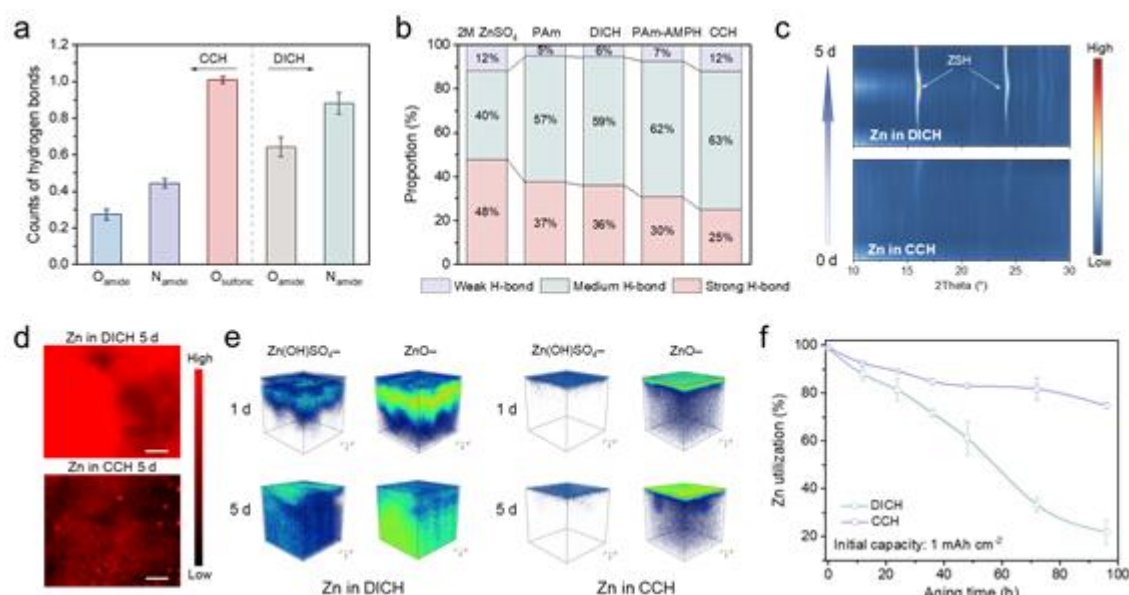 a
1.2
1.0
0.8
0.6
0.4
0.2
0.0
Counts of hydrogen bonds
CCH
DICH
Oamide
Namide
Osulfonic
Oamide
Namide
b
2M ZnSO4 PAm DICH PAm-AMPH CCH
100
80
60
40
20
0
Proportion (%)
12% 5% 6% 7% 12%
40% 57% 59% 62% 63%
48% 37% 36% 30% 25%
Weak H-bond Medium H-bond Strong H-bond
c
5 d
0 d
ZSH
Zn in DICH
Zn in CCH
10 15 20 25 30
2Theta (°)
High
Low
d
Zn in DICH 5 d
Zn in CCH 5 d
High
Low
e
Zn(OH)SO4– ZnO– Zn(OH)SO4– ZnO–
1 d 1 d
5 d 5 d
Zn in DICH Zn in CCH
f
100
80
60
40
20
Zn utilization (%)
DICH
CCH
Initial capacity: 1 mAh cm-2
0 20 40 60 80 100
Aging time (h)